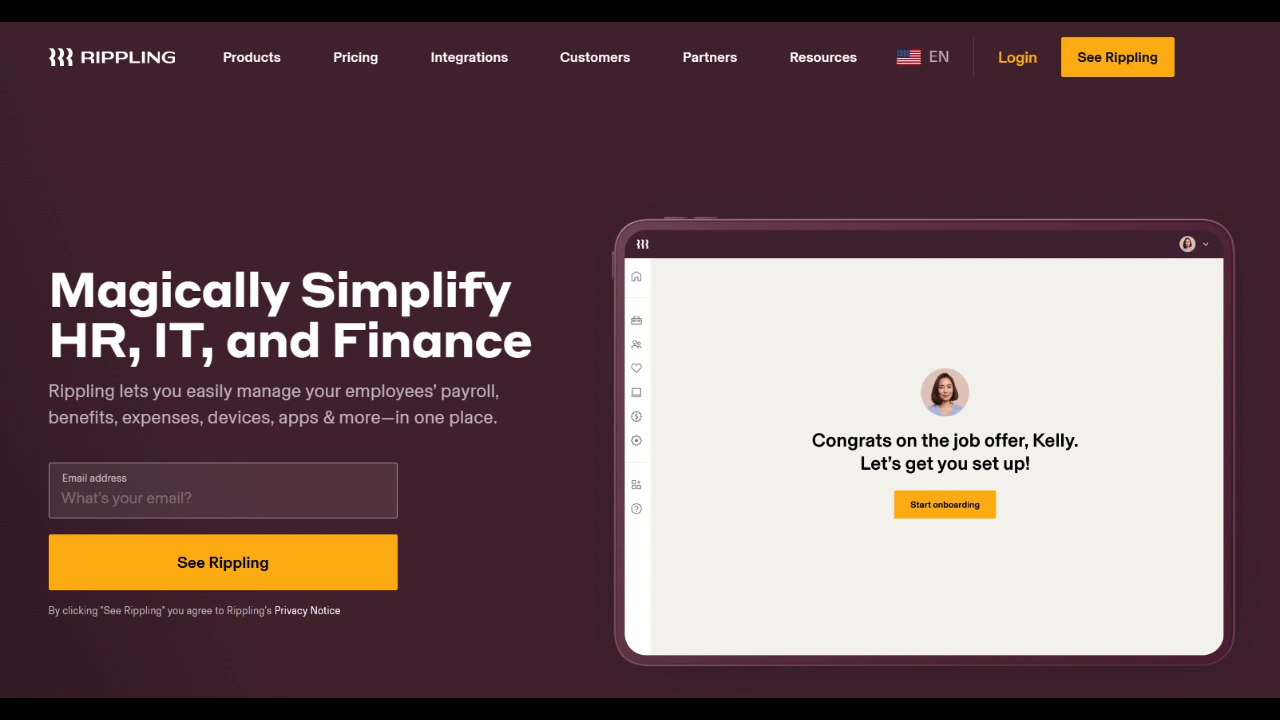 RIPPLING
Products
Pricing
Integrations
Customers
Partners
Resources
EN
Login
See Rippling
Magically Simplify
HR, IT, and Finance
Rippling lets you easily manage your employees’ payroll,
benefits, expenses, devices, apps & more—in one place.
Email address
What's your email?
See Rippling
By clicking "See Rippling" you agree to Rippling's Privacy Notice
Congrats on the job offer, Kelly.
Let’s get you set up!
Start onboarding